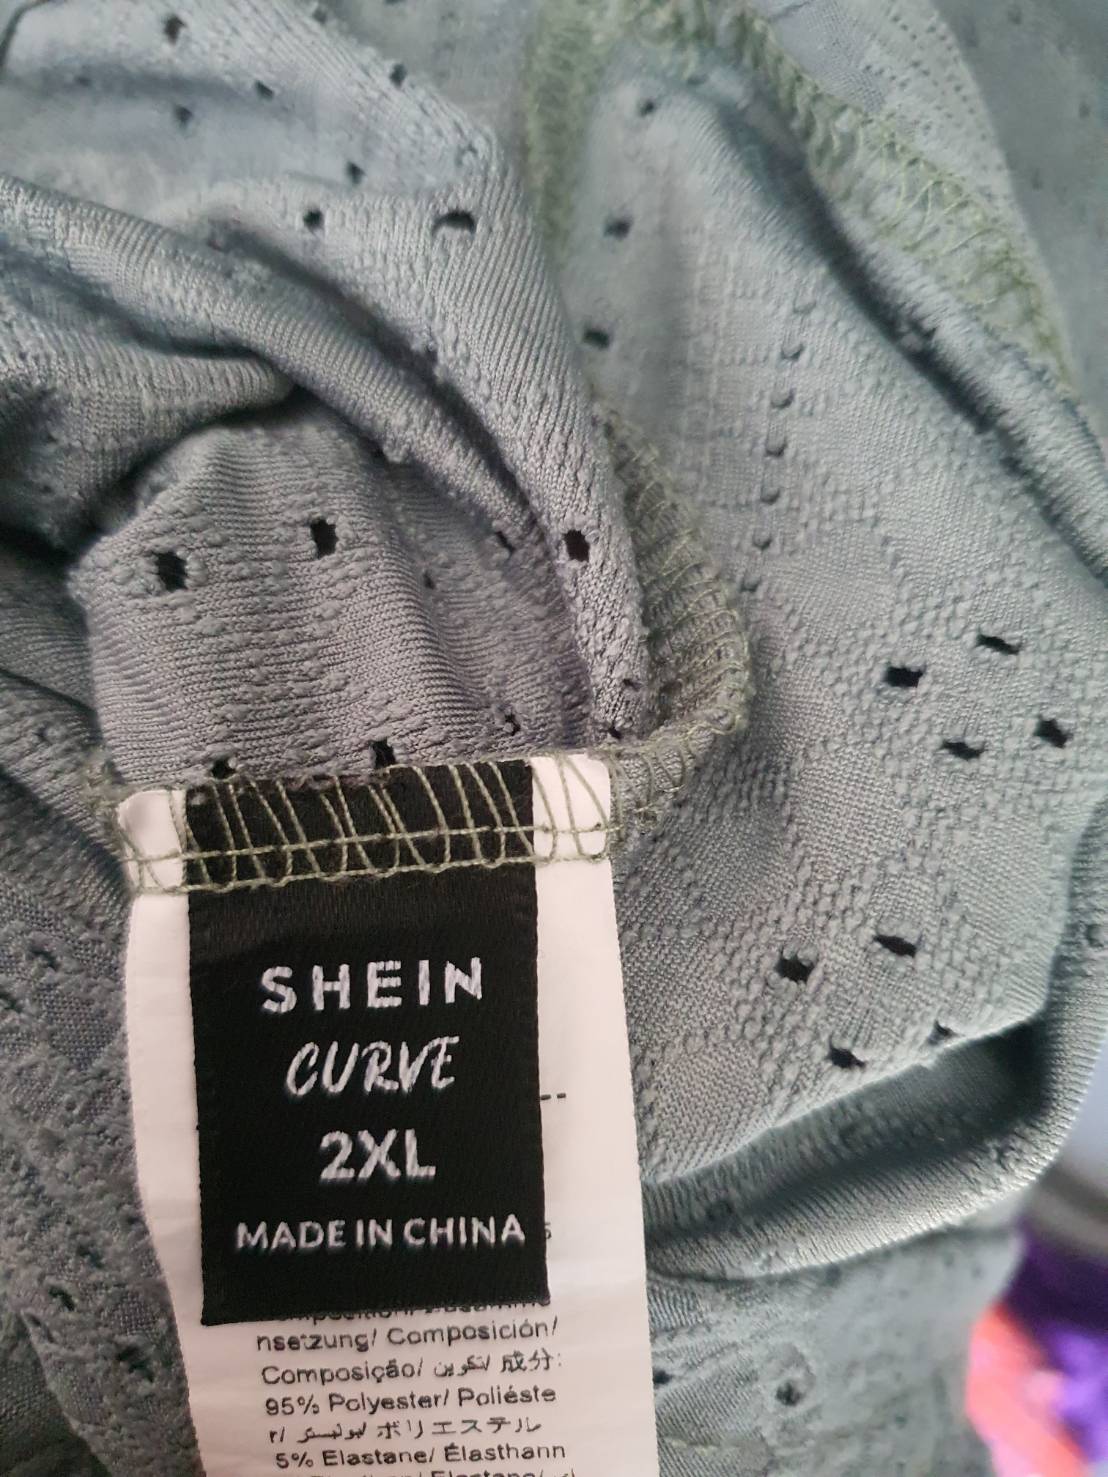 SHEIN
CURVE
2XL
MADE IN CHINA
nsetzung/ Composición/
Composição/ تكوين/ 成分:
95% Polyester/ Poliéste
r/ بوليستر/ ポリエステル
5% Elastane/ Élasthann